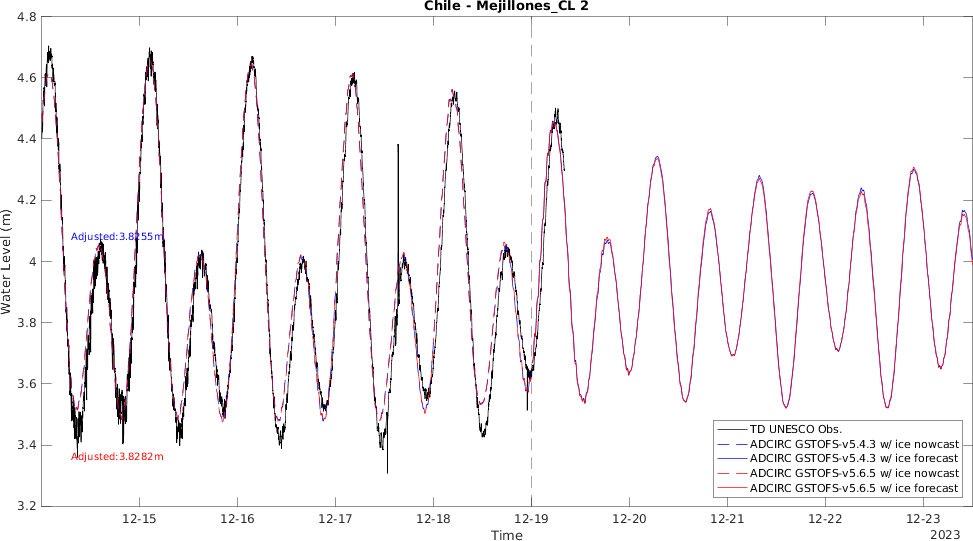 Chile - Mejillones_CL 2
4.8
4.6
4.4
4.2
4
3.8
3.6
3.4
3.2
Water Level (m)
Adjusted:3.8255m
Adjusted:3.8282m
TD UNESCO Obs.
ADCIRC GSTOFS-v5.4.3 w/ ice nowcast
ADCIRC GSTOFS-v5.4.3 w/ ice forecast
ADCIRC GSTOFS-v5.6.5 w/ ice nowcast
ADCIRC GSTOFS-v5.6.5 w/ ice forecast
12-15 12-16 12-17 12-18 12-19 12-20 12-21 12-22 12-23
Time
2023